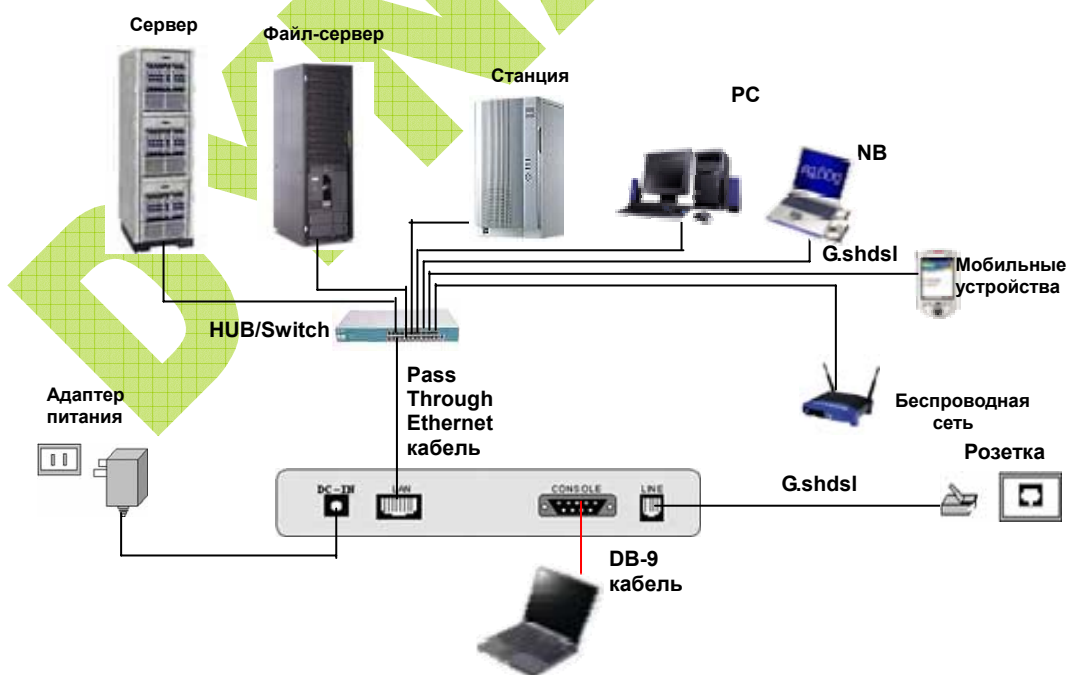 Сервер
Файл-сервер
Станция
PC
NB
G.shdsl
Мобильные
устройства
HUB/Switch
Pass
Through
Ethernet
кабель
Адаптер
питания
Беспроводная
сеть
Розетка
DC-IN
LAN
CONSOLE
LINE
G.shdsl
DB-9
кабель